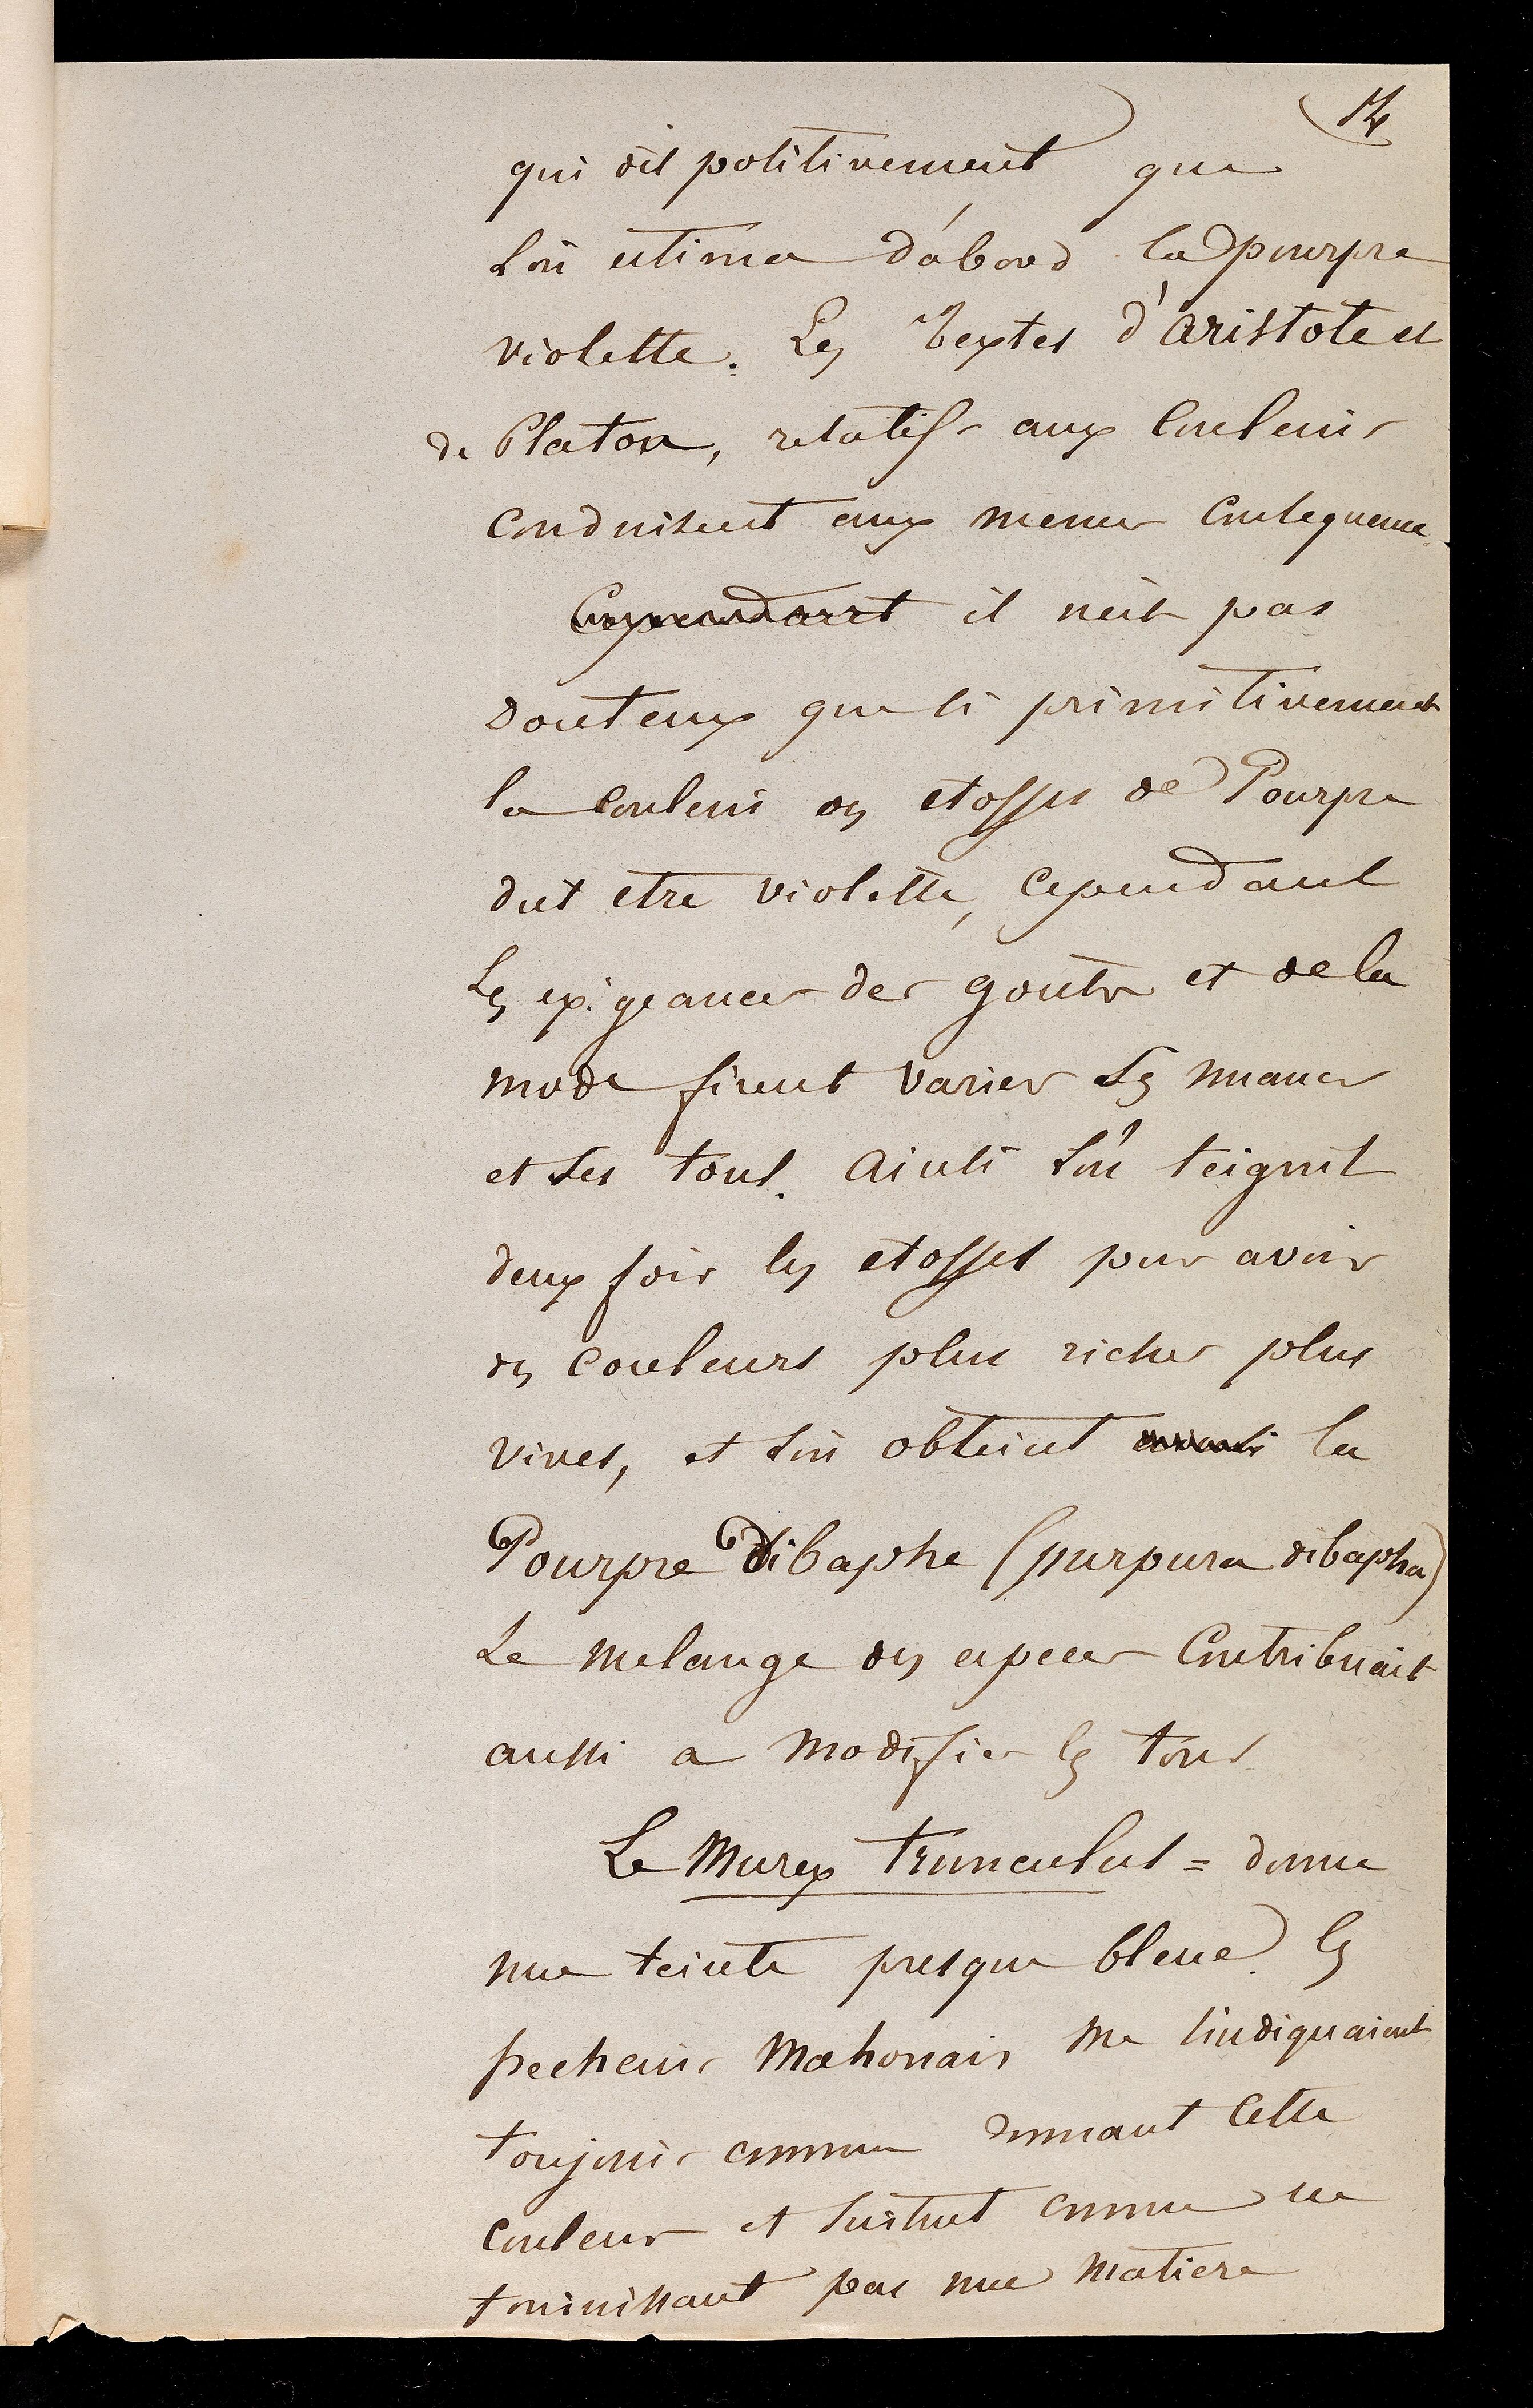 14
qui dit positivement que
l'on estima d'abord la pourpre
violette. Les textes d'aristote et
de Platon, relatifs aux couleurs
conduisent aux memes consequences.
Cependant il n'est pas
douteux que si primitivement
la couleur des etoffes de Pourpre
dut etre violette, cependant
les exigeances des gouts et de la
mode firent varier les nuances
et les tons. Ainsi l'on teignit
deux fois les etoffes pour avoir
des couleurs plus riches plus
vives, et l'on obteint ainsi la
Pourpre Dibaphe (purpura dibapha)
Le melange des especes contribuait
aussi a modifier les tons
Le Murex trunculus = donne
une teinte presque bleue. les
pecheurs Mahonais me l'indiquaient
toujours comme donnant cette
couleur et surtout comme ne
fournissant pas une matiere